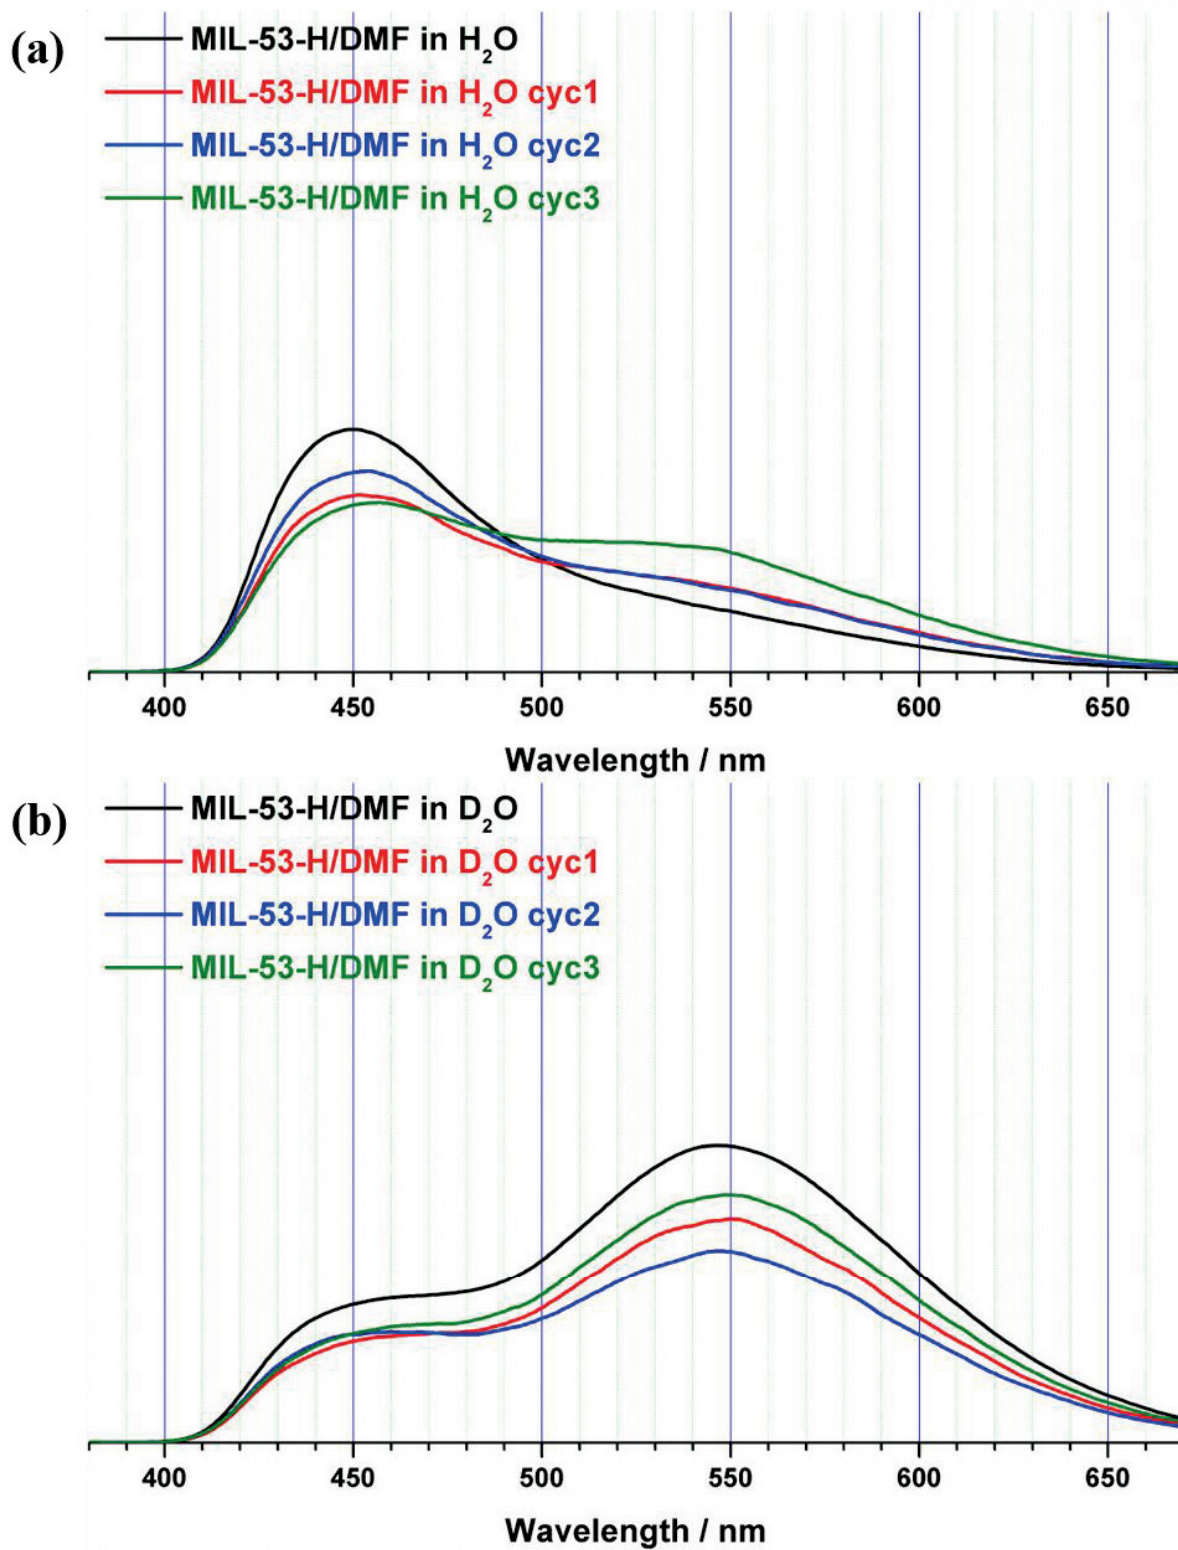 (a)
MIL-53-H/DMF in H₂O
MIL-53-H/DMF in H₂O cyc1
MIL-53-H/DMF in H₂O cyc2
MIL-53-H/DMF in H₂O cyc3
400 450 500 550 600 650
Wavelength / nm
(b)
MIL-53-H/DMF in D₂O
MIL-53-H/DMF in D₂O cyc1
MIL-53-H/DMF in D₂O cyc2
MIL-53-H/DMF in D₂O cyc3
400 450 500 550 600 650
Wavelength / nm